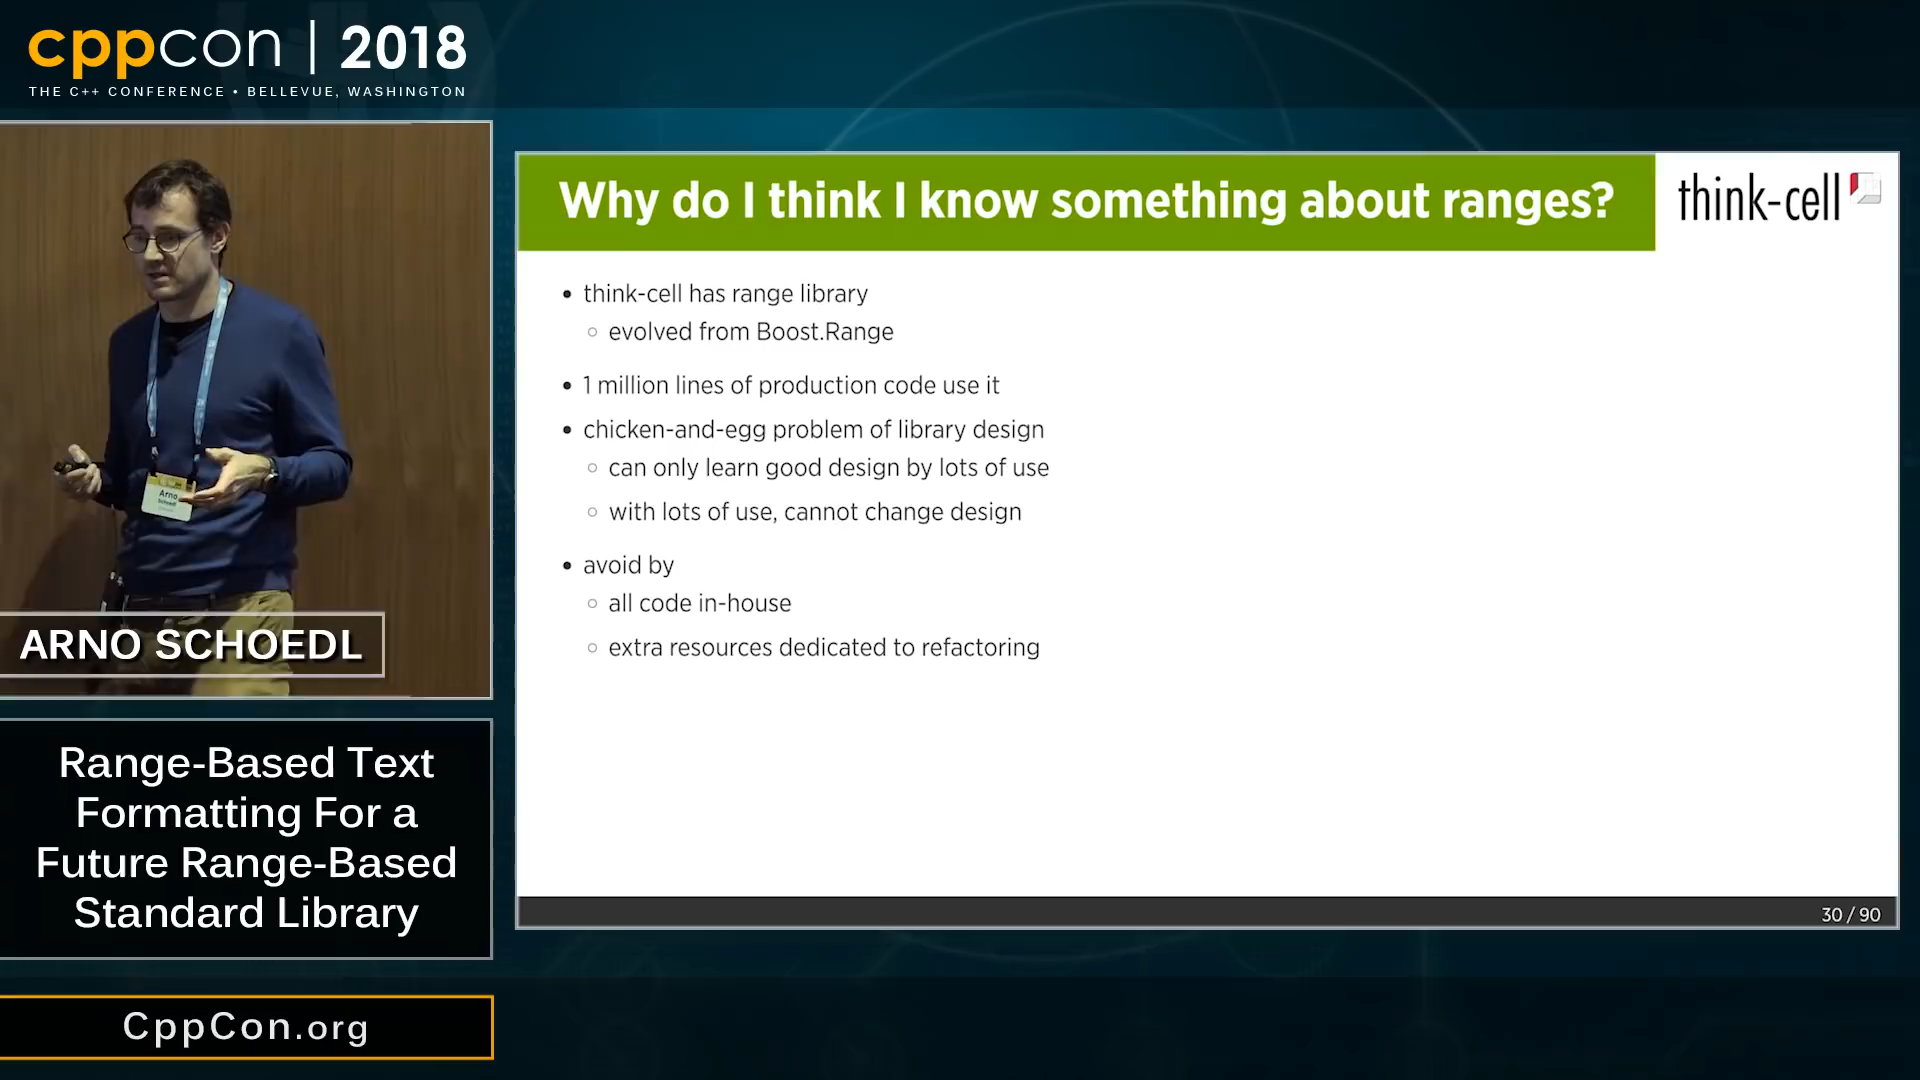 cppcon | 2018
THE C++ CONFERENCE • BELLEVUE, WASHINGTON
Arno
Schoedl
ARNO SCHOEDL
Range-Based Text
Formatting For a
Future Range-Based
Standard Library
CppCon.org
Why do I think I know something about ranges?
think-cell
• think-cell has range library
○ evolved from Boost.Range
• 1 million lines of production code use it
• chicken-and-egg problem of library design
○ can only learn good design by lots of use
○ with lots of use, cannot change design
• avoid by
○ all code in-house
○ extra resources dedicated to refactoring
30 / 90